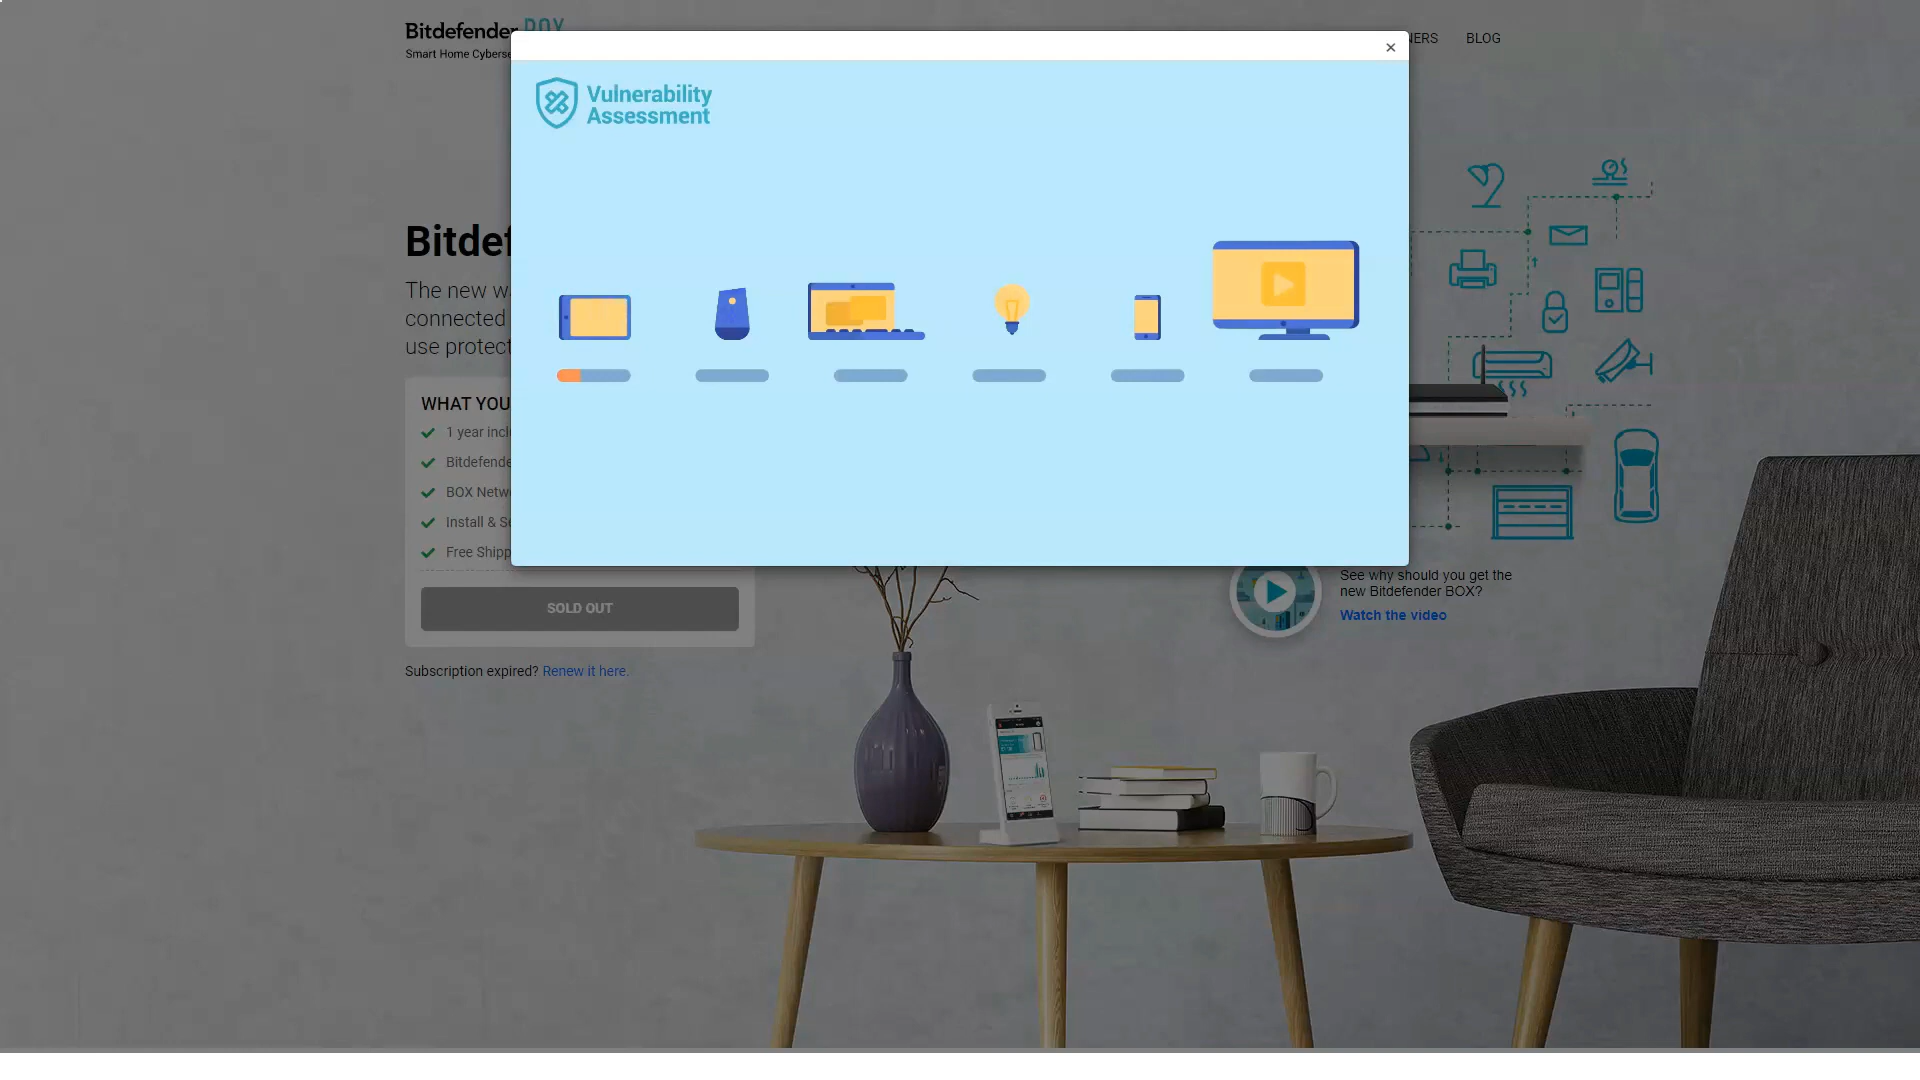 Bitdefender BOX
Smart Home Cyberse
NERS
BLOG
×
Vulnerability
Assessment
Bitdef
The new w
connected
use protect
WHAT YOU
1 year incl
Bitdefende
BOX Netw
Install & Se
Free Shipp
SOLD OUT
Subscription expired? Renew it here.
See why should you get the
new Bitdefender BOX?
Watch the video